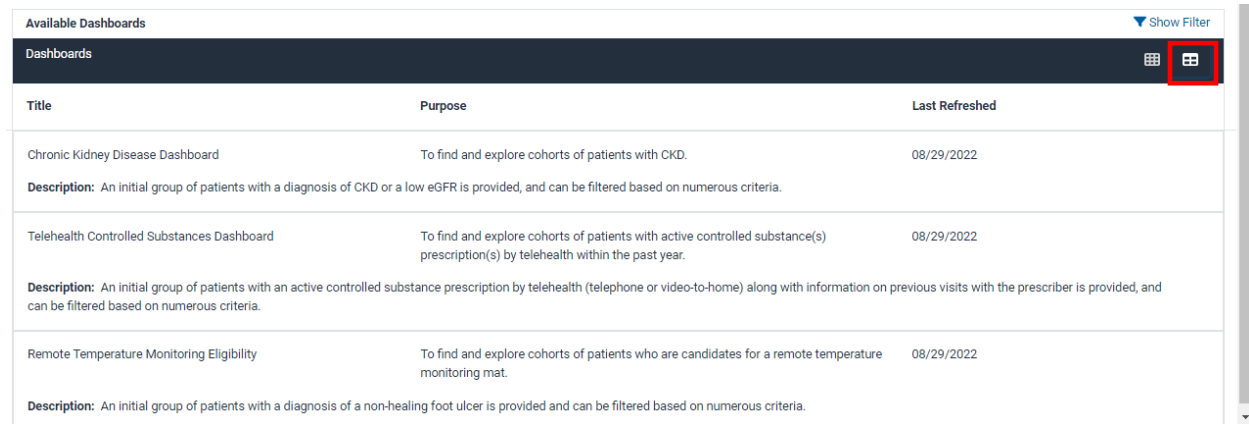 Available Dashboards
Show Filter
Dashboards
Title Purpose Last Refreshed
Chronic Kidney Disease Dashboard To find and explore cohorts of patients with CKD. 08/29/2022
Description: An initial group of patients with a diagnosis of CKD or a low eGFR is provided, and can be filtered based on numerous criteria.
Telehealth Controlled Substances Dashboard To find and explore cohorts of patients with active controlled substance(s) 08/29/2022
prescription(s) by telehealth within the past year.
Description: An initial group of patients with an active controlled substance prescription by telehealth (telephone or video-to-home) along with information on previous visits with the prescriber is provided, and
can be filtered based on numerous criteria.
Remote Temperature Monitoring Eligibility To find and explore cohorts of patients who are candidates for a remote temperature 08/29/2022
monitoring mat.
Description: An initial group of patients with a diagnosis of a non-healing foot ulcer is provided and can be filtered based on numerous criteria.